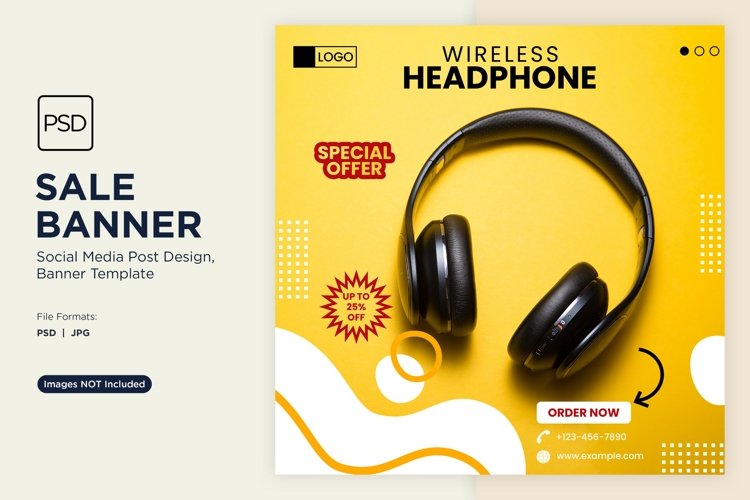 PSD
SALE
BANNER
Social Media Post Design,
Banner Template
File Formats:
PSD | JPG
Images NOT Included
LOGO
WIRELESS
HEADPHONE
SPECIAL
OFFER
UP TO
25%
OFF
ORDER NOW
+123-456-7890
www.example.com